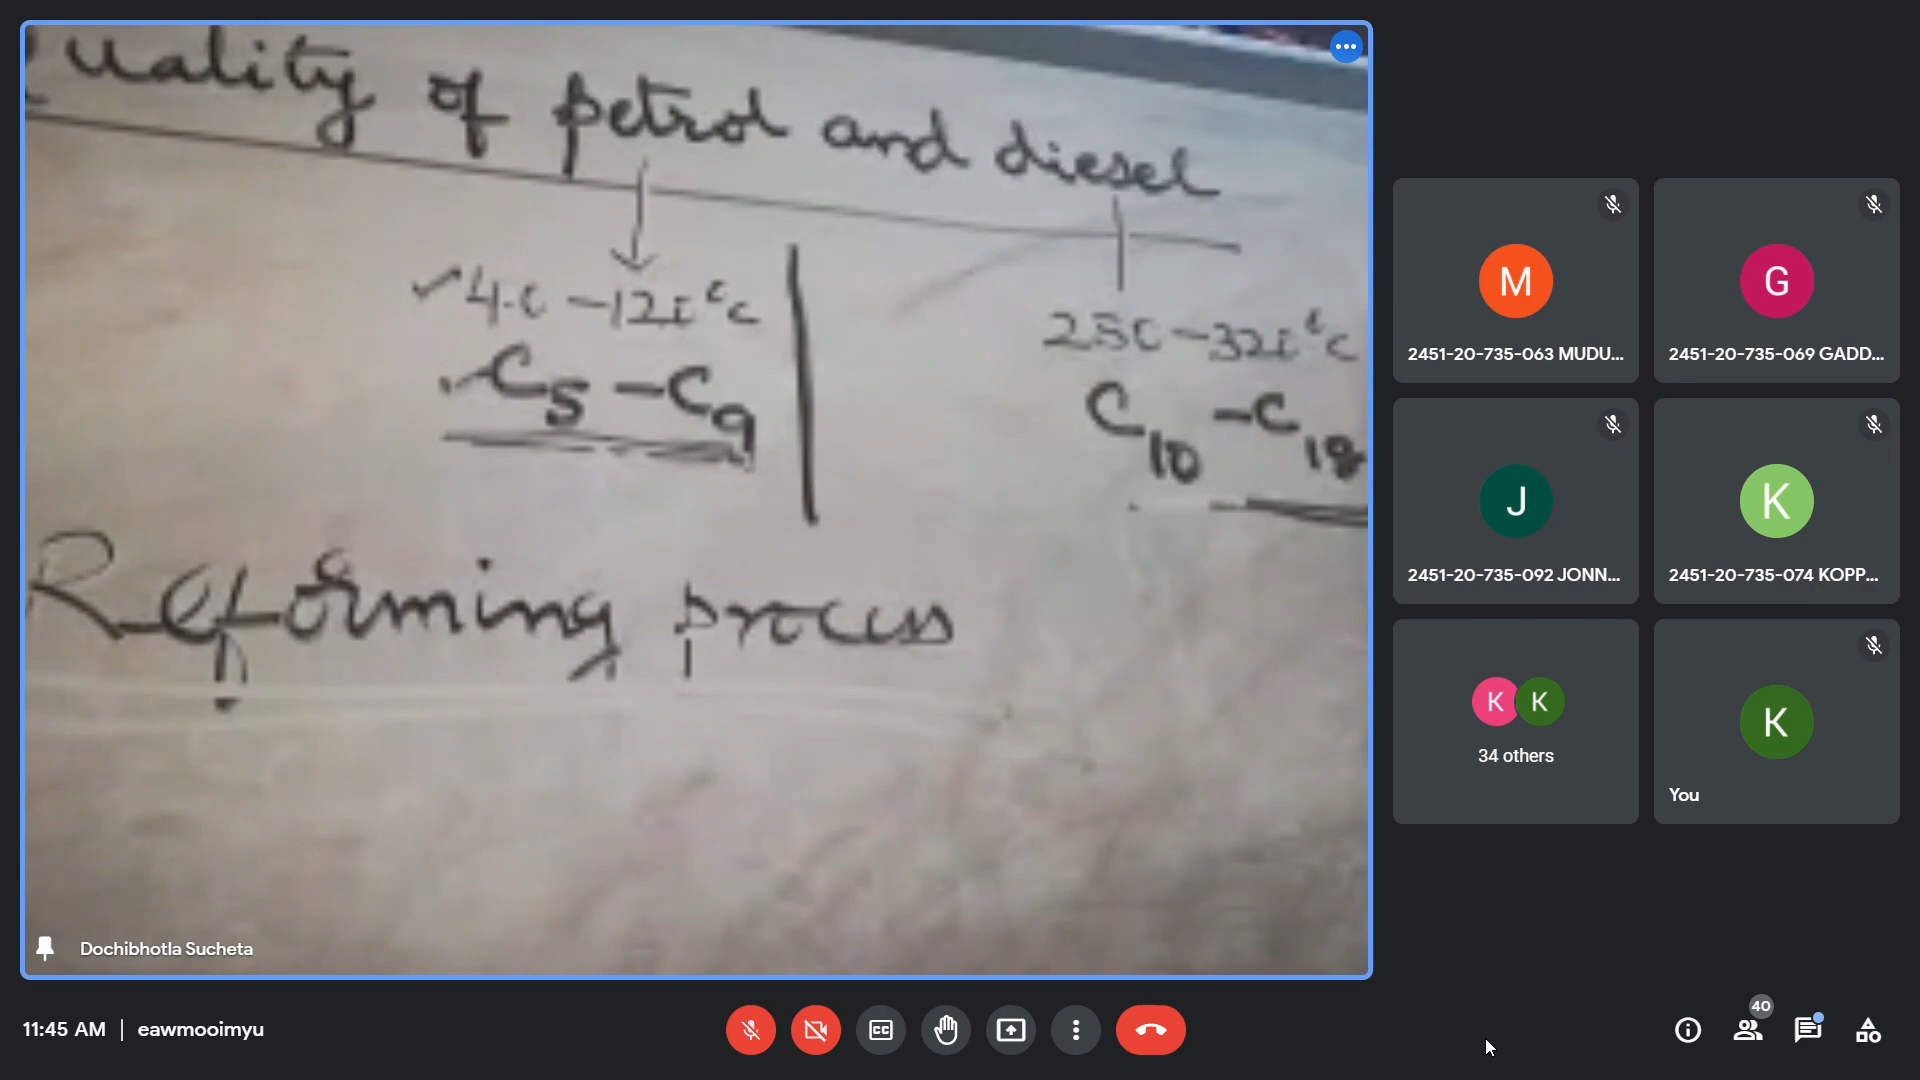 Quality of petrol and diesel
40 - 120°C
250 - 320°C
C5 - C9
C10 - C18
Reforming process
Dochibhotla Sucheta
2451-20-735-063 MUDU...
2451-20-735-069 GADD...
2451-20-735-092 JONN...
2451-20-735-074 KOPP...
34 others
You
M
G
J
K
K
K
K
11:45 AM | eawmooimyu
CC
40